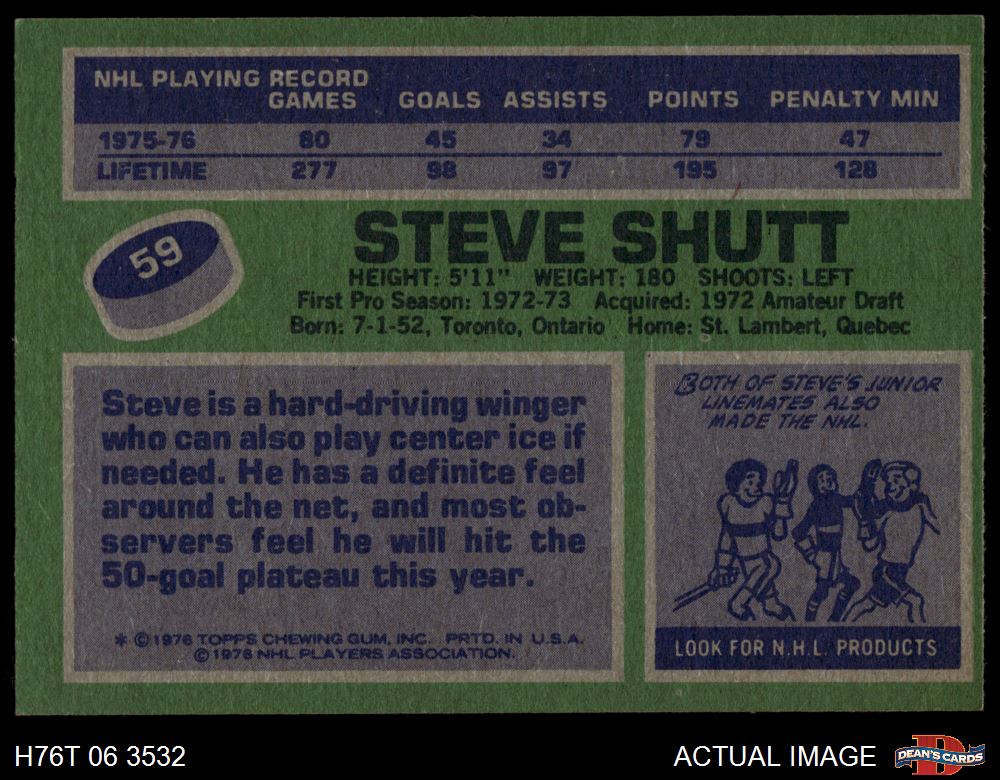 NHL PLAYING RECORD
GAMES GOALS ASSISTS POINTS PENALTY MIN
1975-76 80 45 34 79 47
LIFETIME 277 98 97 195 128
59
STEVE SHUTT
HEIGHT: 5'11" WEIGHT: 180 SHOOTS: LEFT
First Pro Season: 1972-73 Acquired: 1972 Amateur Draft
Born: 7-1-52, Toronto, Ontario Home: St. Lambert, Quebec
Steve is a hard-driving winger
who can also play center ice if
needed. He has a definite feel
around the net, and most ob-
servers feel he will hit the
50-goal plateau this year.
* ©1976 TOPPS CHEWING GUM, INC. PRTD. IN U.S.A.
©1976 NHL PLAYERS ASSOCIATION.
BOTH OF STEVE'S JUNIOR
LINEMATES ALSO
MADE THE NHL.
LOOK FOR N.H.L. PRODUCTS
H76T 06 3532
ACTUAL IMAGE
D
DEAN'S CARDS